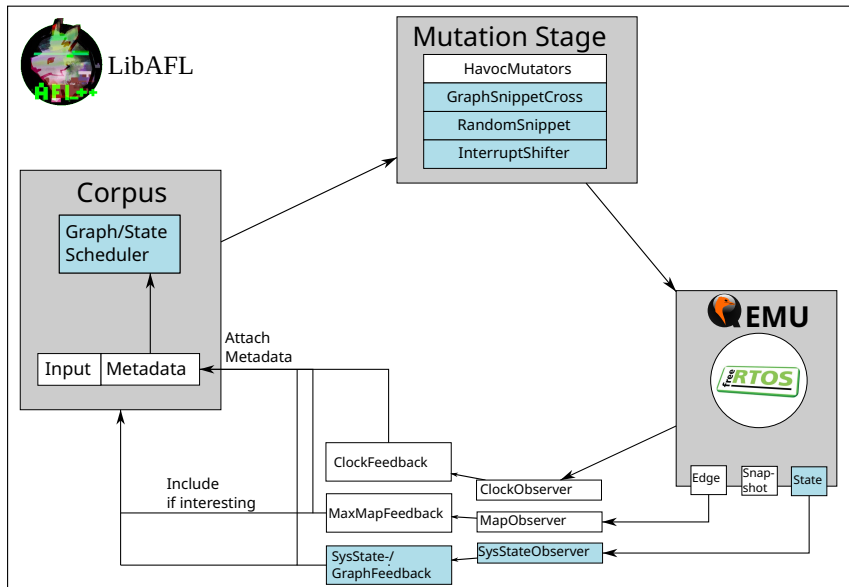 AFL++
LibAFL
Mutation Stage
HavocMutators
GraphSnippetCross
RandomSnippet
InterruptShifter
Corpus
Graph/State
Scheduler
Input
Metadata
Attach
Metadata
QEMU
free
RTOS
Edge
Snap-
shot
State
ClockFeedback
ClockObserver
Include
if interesting
MaxMapFeedback
MapObserver
SysState-/
GraphFeedback
SysStateObserver